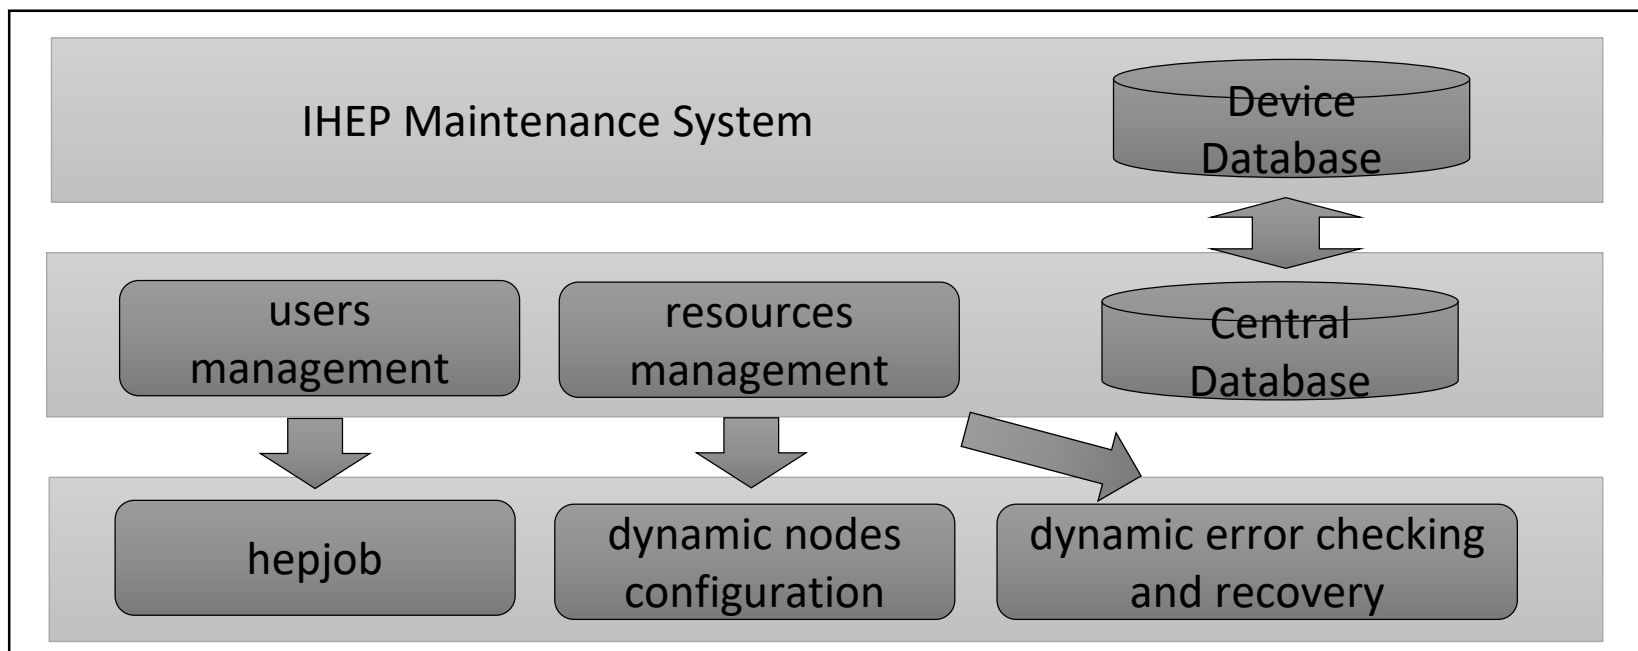 IHEP Maintenance System
Device
Database
users
management
resources
management
Central
Database
hepjob
dynamic nodes
configuration
dynamic error checking
and recovery